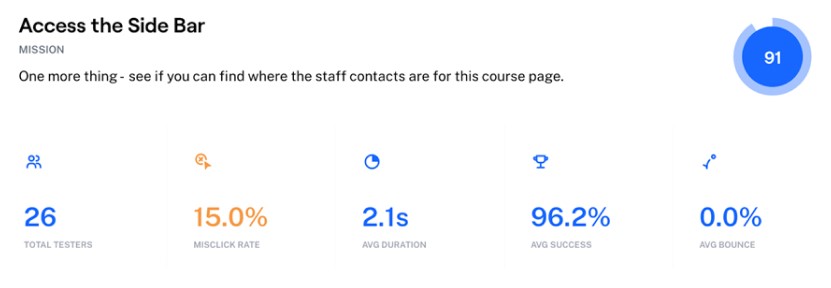 Access the Side Bar
MISSION
One more thing - see if you can find where the staff contacts are for this course page.
91
26
TOTAL TESTERS
15.0%
MISCLICK RATE
2.1s
AVG DURATION
96.2%
AVG SUCCESS
0.0%
AVG BOUNCE